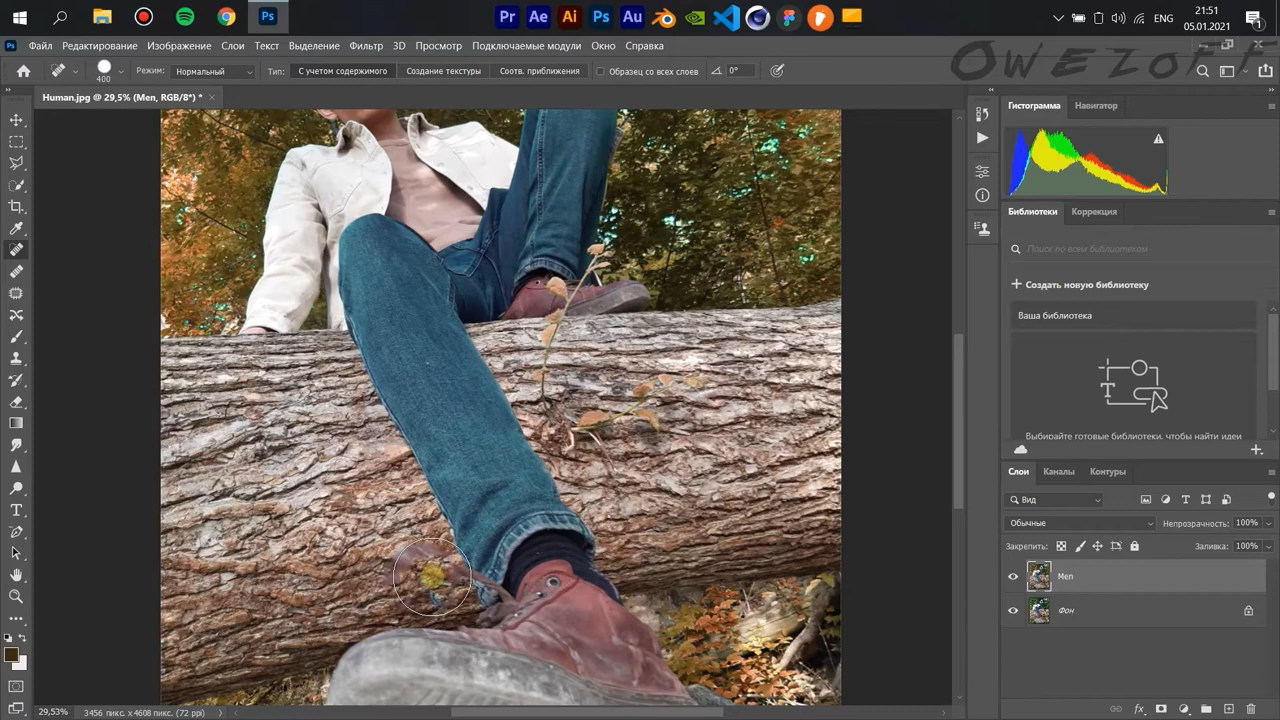 Pr Ae Ai Ps Au
Ps
ENG
21:51
05.01.2021
1
Ps Файл Редактирование Изображение Слои Текст Выделение Фильтр 3D Просмотр Подключаемые модули Окно Справка
OWEZOFF
400
Режим: Нормальный Тип: С учетом содержимого Создание текстуры Соотв. приближения Образец со всех слоев 0°
Human.jpg @ 29,5% (Men, RGB/8*) *
Гистограмма Навигатор
Библиотеки Коррекция
Поиск по всем библиотекам
Создать новую библиотеку
Ваша библиотека
Выбирайте готовые библиотеки, чтобы найти идеи
Слои Каналы Контуры
Вид
Обычные Непрозрачность: 100%
Закрепить: Заливка: 100%
Men
Фон
29,53% 3456 пикс. x 4608 пикс. (72 ppi)